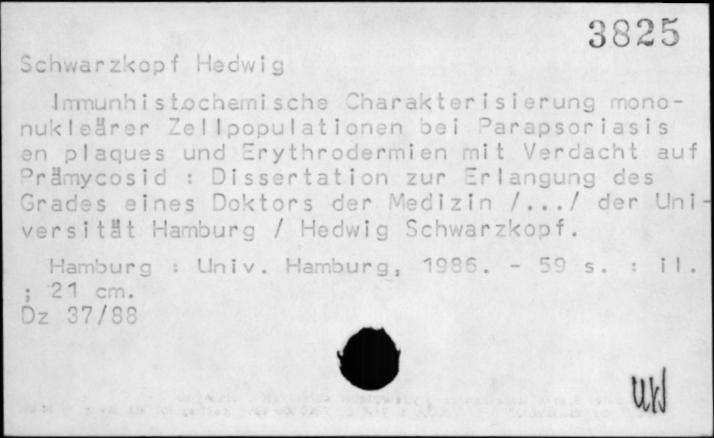 3825
Schwarzkopf Hedwig
Immunhistochemische Charakterisierung mono-
nukleärer Zellpopulationen bei Parapsoriasis
en plaques und Erythrodermien mit Verdacht auf
Prämycosid : Dissertation zur Erlangung des
Grades eines Doktors der Medizin /.../ der Uni-
versität Hamburg / Hedwig Schwarzkopf.
Hamburg : Univ. Hamburg, 1986. - 59 s. : il.
; 21 cm.
Dz 37/88
UW